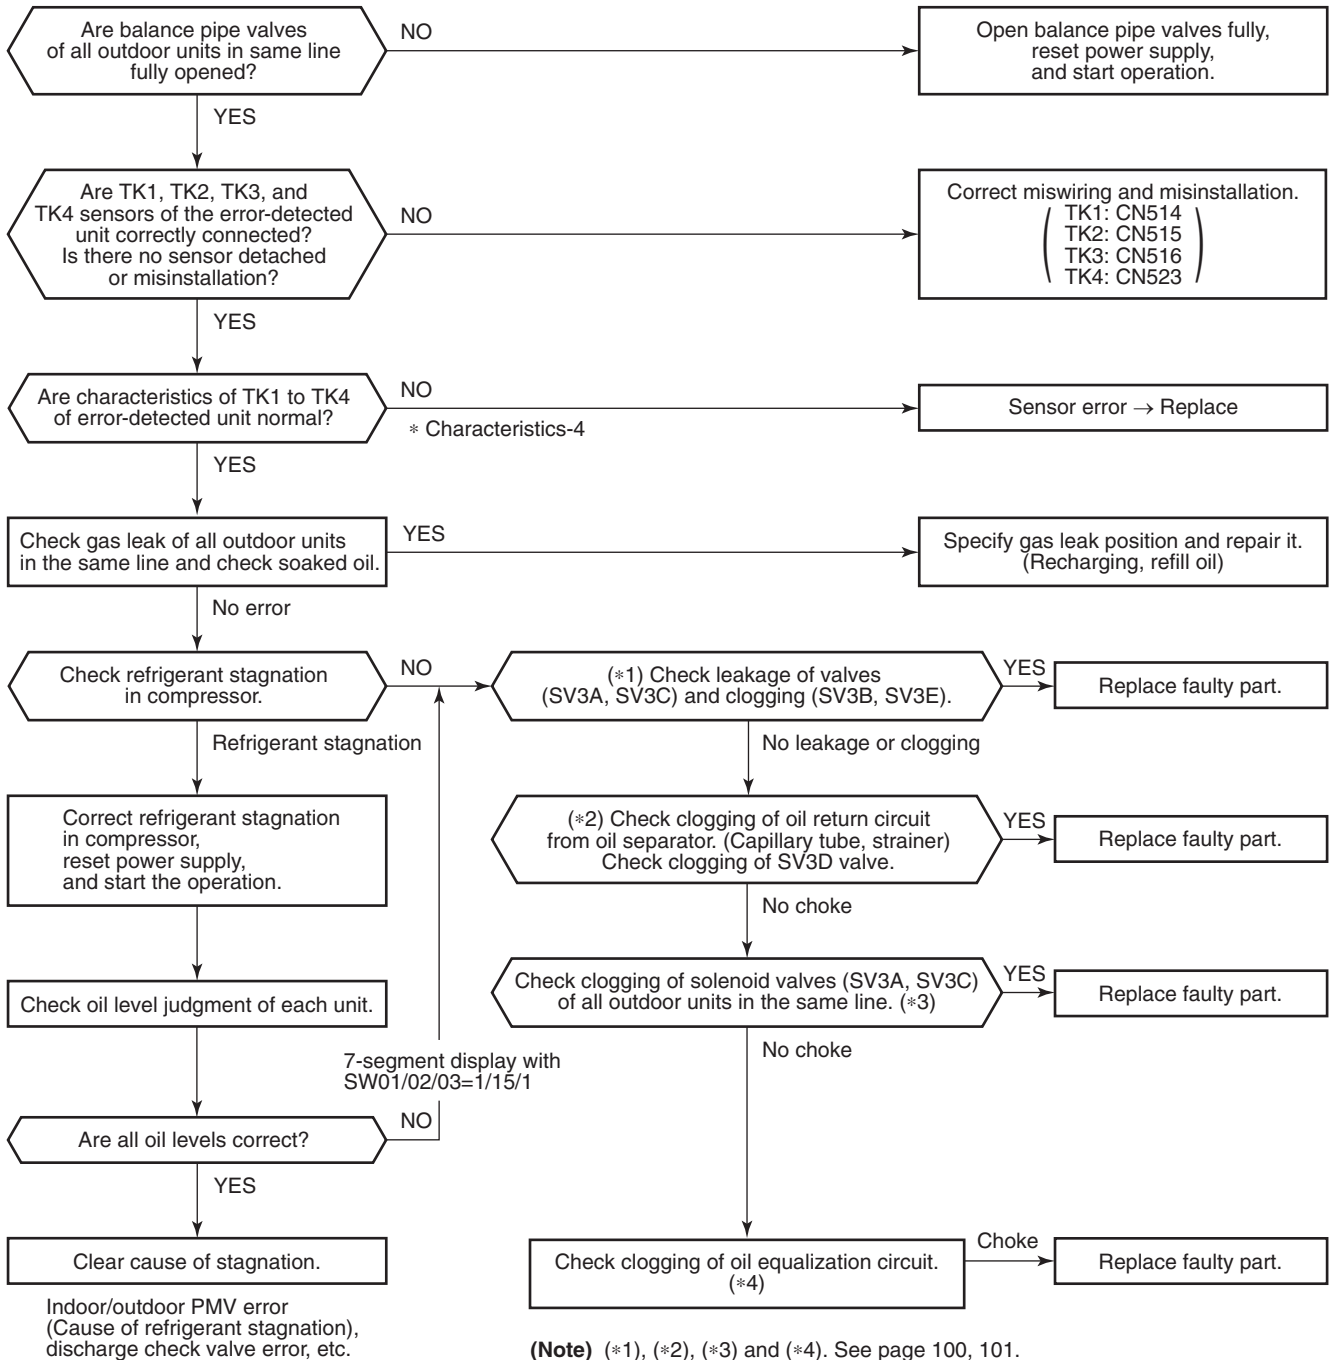 Are balance pipe valves
of all outdoor units in same line
fully opened?
NO
Open balance pipe valves fully,
reset power supply,
and start operation.
YES
Are TK1, TK2, TK3, and
TK4 sensors of the error-detected
unit correctly connected?
Is there no sensor detached
or misinstallation?
NO
Correct miswiring and misinstallation.
TK1: CN514
TK2: CN515
TK3: CN516
TK4: CN523
YES
Are characteristics of TK1 to TK4
of error-detected unit normal?
NO
* Characteristics-4
Sensor error → Replace
YES
Check gas leak of all outdoor units
in the same line and check soaked oil.
YES
Specify gas leak position and repair it.
(Recharging, refill oil)
No error
Check refrigerant stagnation
in compressor.
NO
(*1) Check leakage of valves
(SV3A, SV3C) and clogging (SV3B, SV3E).
YES
Replace faulty part.
Refrigerant stagnation
No leakage or clogging
Correct refrigerant stagnation
in compressor,
reset power supply,
and start the operation.
(*2) Check clogging of oil return circuit
from oil separator. (Capillary tube, strainer)
Check clogging of SV3D valve.
YES
Replace faulty part.
No choke
Check oil level judgment of each unit.
Check clogging of solenoid valves (SV3A, SV3C)
of all outdoor units in the same line. (*3)
YES
Replace faulty part.
No choke
7-segment display with
SW01/02/03=1/15/1
Are all oil levels correct?
NO
YES
Clear cause of stagnation.
Check clogging of oil equalization circuit.
(*4)
Choke
Replace faulty part.
Indoor/outdoor PMV error
(Cause of refrigerant stagnation),
discharge check valve error, etc.
(Note) (*1), (*2), (*3) and (*4). See page 100, 101.